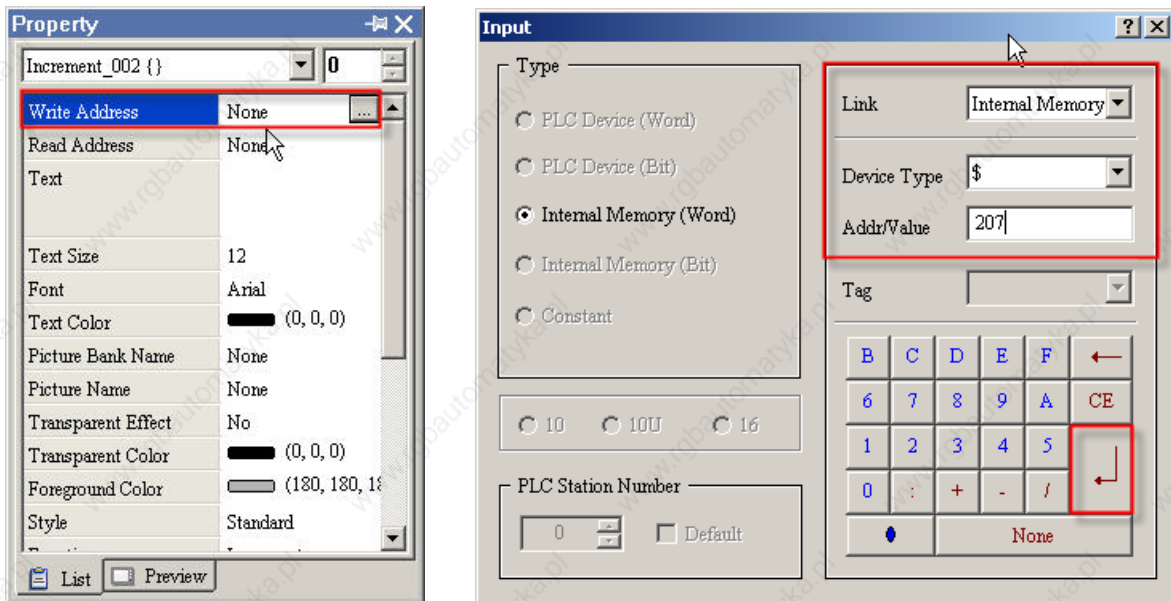 Property
Increment_002 {} 0
Write Address None ...
Read Address None
Text
Text Size 12
Font Arial
Text Color (0, 0, 0)
Picture Bank Name None
Picture Name None
Transparent Effect No
Transparent Color (0, 0, 0)
Foreground Color (180, 180, 18
Style Standard
List Preview
Input
Type
PLC Device (Word)
PLC Device (Bit)
Internal Memory (Word)
Internal Memory (Bit)
Constant
10 10U 16
PLC Station Number
0 Default
Link Internal Memory
Device Type $
Addr/Value 207
Tag
B C D E F
6 7 8 9 A CE
1 2 3 4 5
0 : + - /
None
www.rgbautomatyka.pl